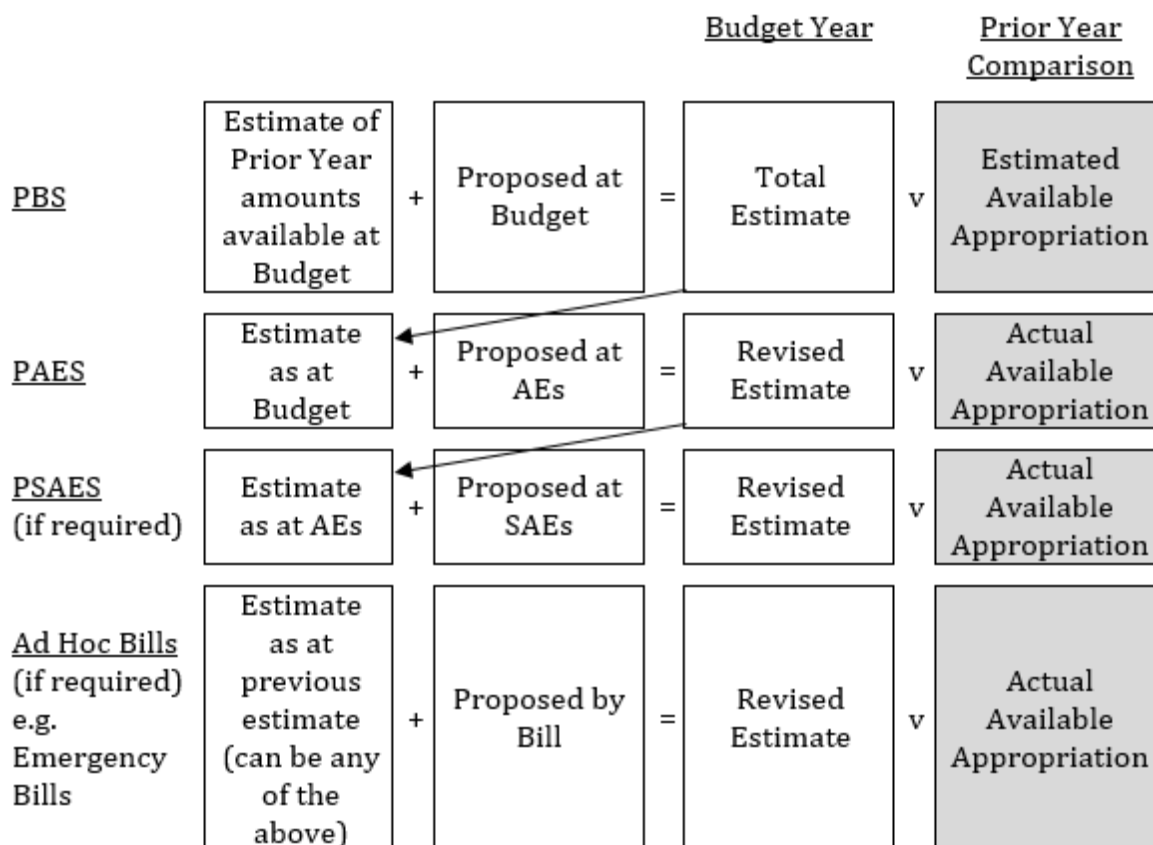 Budget Year
Prior Year
Comparison
PBS
Estimate of
Prior Year
amounts
available at
Budget
+
Proposed at
Budget
=
Total
Estimate
v
Estimated
Available
Appropriation
PAES
Estimate
as at
Budget
+
Proposed at
AEs
=
Revised
Estimate
v
Actual
Available
Appropriation
PSAES
(if required)
Estimate
as at AEs
+
Proposed at
SAEs
=
Revised
Estimate
v
Actual
Available
Appropriation
Ad Hoc Bills
(if required)
e.g.
Emergency
Bills
Estimate
as at
previous
estimate
(can be any
of the
above)
+
Proposed by
Bill
=
Revised
Estimate
v
Actual
Available
Appropriation